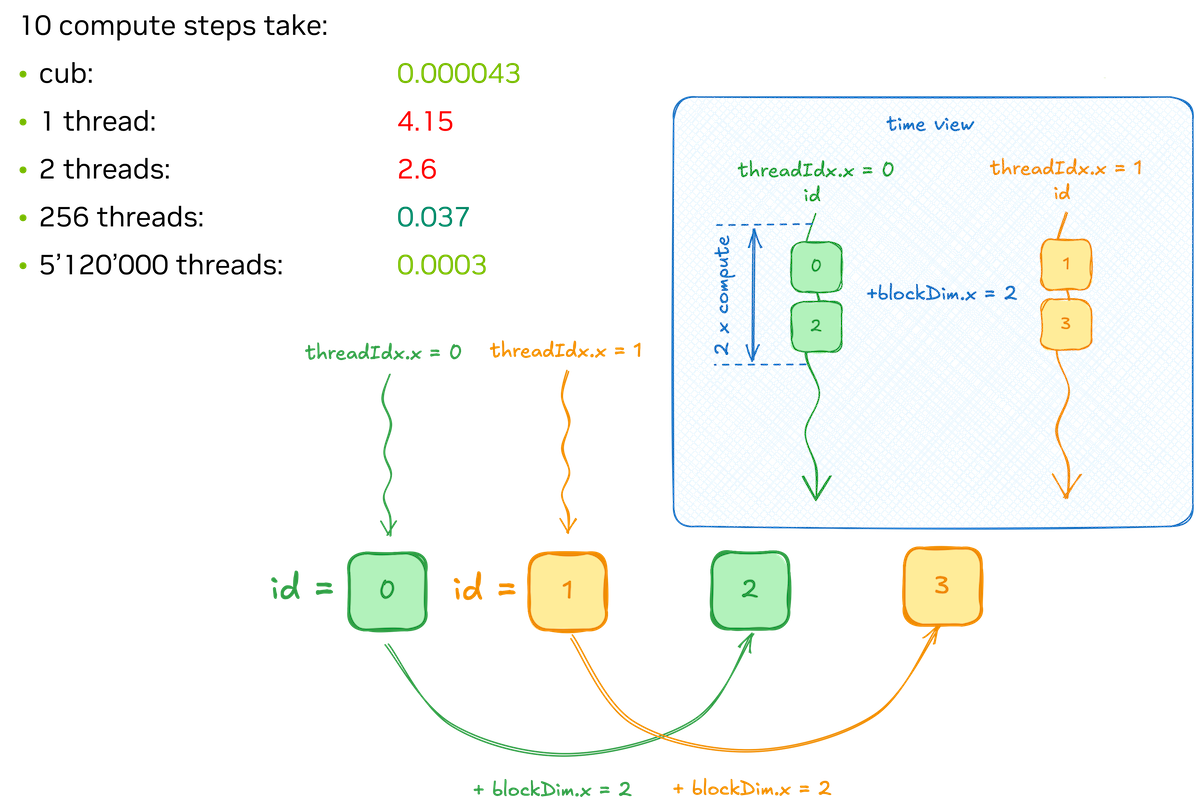 10 compute steps take:
• cub: 0.000043
• 1 thread: 4.15
• 2 threads: 2.6
• 256 threads: 0.037
• 5’120’000 threads: 0.0003
time view
threadIdx.x = 0
id
threadIdx.x = 1
id
2 x compute
0
2
+blockDim.x = 2
1
3
threadIdx.x = 0
threadIdx.x = 1
id = 0
id = 1
2
3
+ blockDim.x = 2
+ blockDim.x = 2